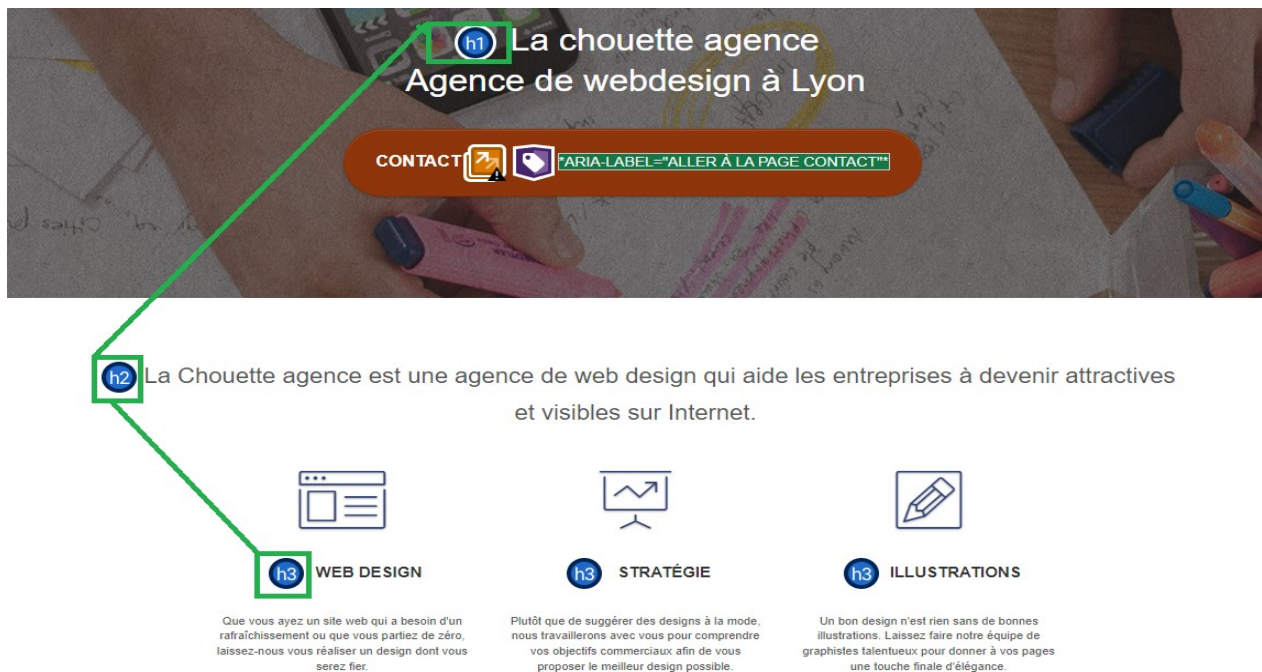 h1 La chouette agence
Agence de webdesign à Lyon
CONTACT *ARIA-LABEL="ALLER À LA PAGE CONTACT"*
h2 La Chouette agence est une agence de web design qui aide les entreprises à devenir attractives
et visibles sur Internet.
h3 WEB DESIGN
Que vous ayez un site web qui a besoin d'un
rafraîchissement ou que vous partiez de zéro,
laissez-nous vous réaliser un design dont vous
serez fier.
h3 STRATÉGIE
Plutôt que de suggérer des designs à la mode,
nous travaillerons avec vous pour comprendre
vos objectifs commerciaux afin de vous
proposer le meilleur design possible.
h3 ILLUSTRATIONS
Un bon design n'est rien sans de bonnes
illustrations. Laissez faire notre équipe de
graphistes talentueux pour donner à vos pages
une touche finale d'élégance.